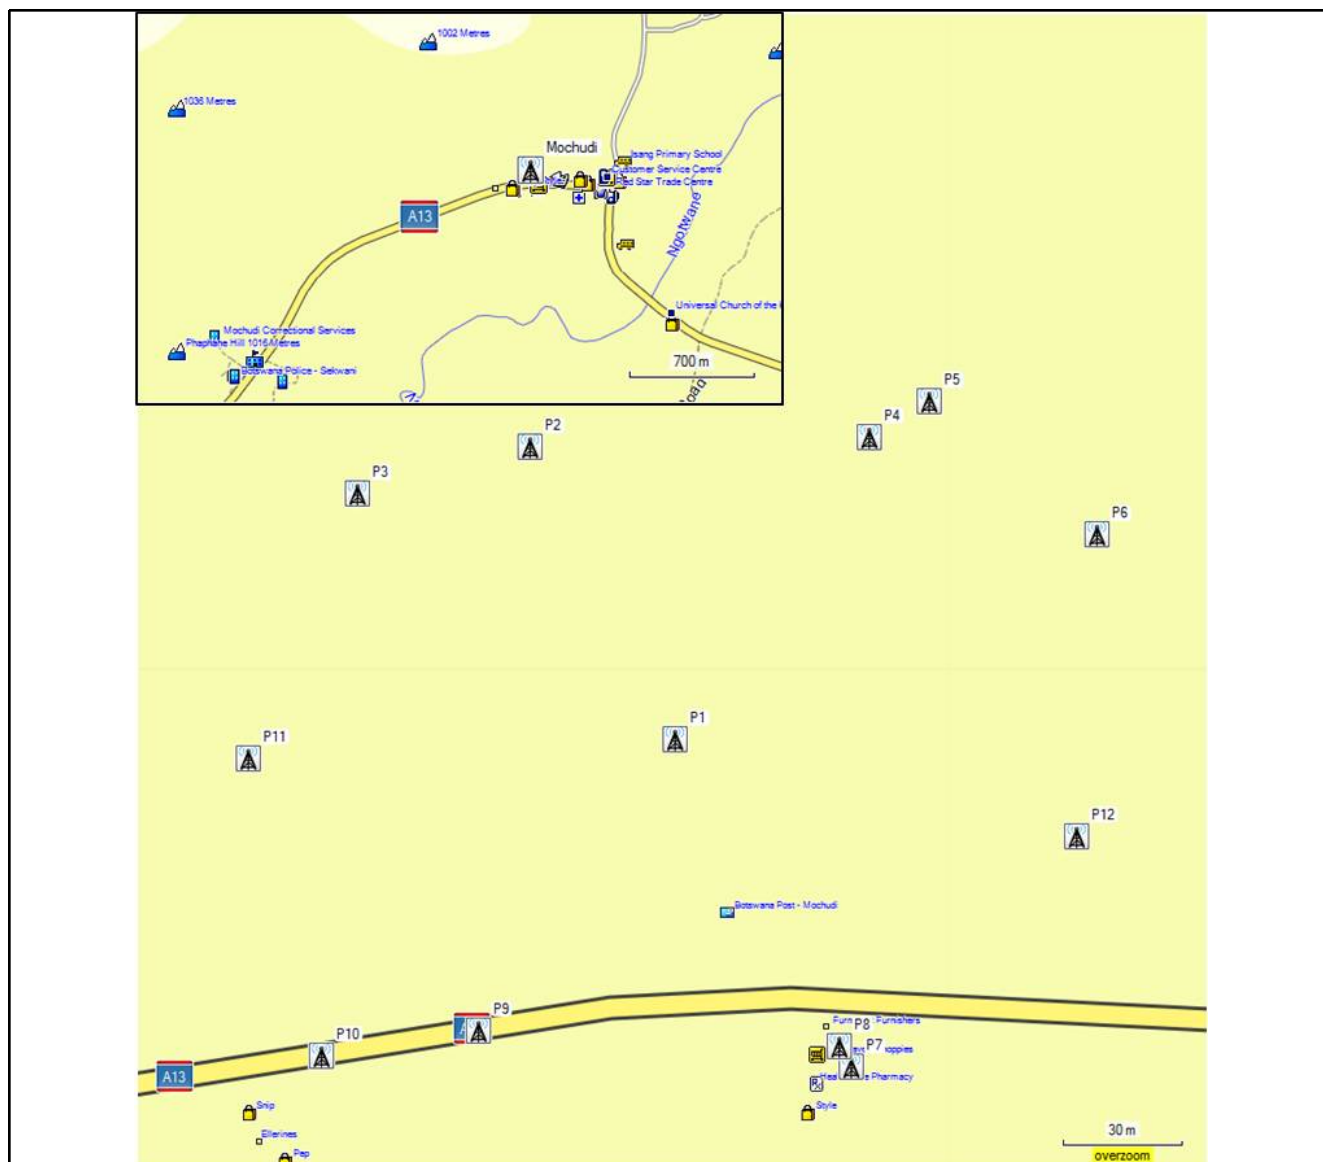 1002 Metres
1036 Metres
Mochudi
Isang Primary School
Customer Service Centre
Red Star Trade Centre
A13
Ngotwane
Universal Church of the
Mochudi Correctional Services
Phaphane Hill 1016 Metres
Botswana Police - Sekwani
700 m
P5
P2
P4
P3
P6
P1
P11
P12
Botswana Post - Mochudi
P9
P8
P10
P7
Pharmacy
A13
Snip
Style
Ellerines
Pep
30 m
overzoom